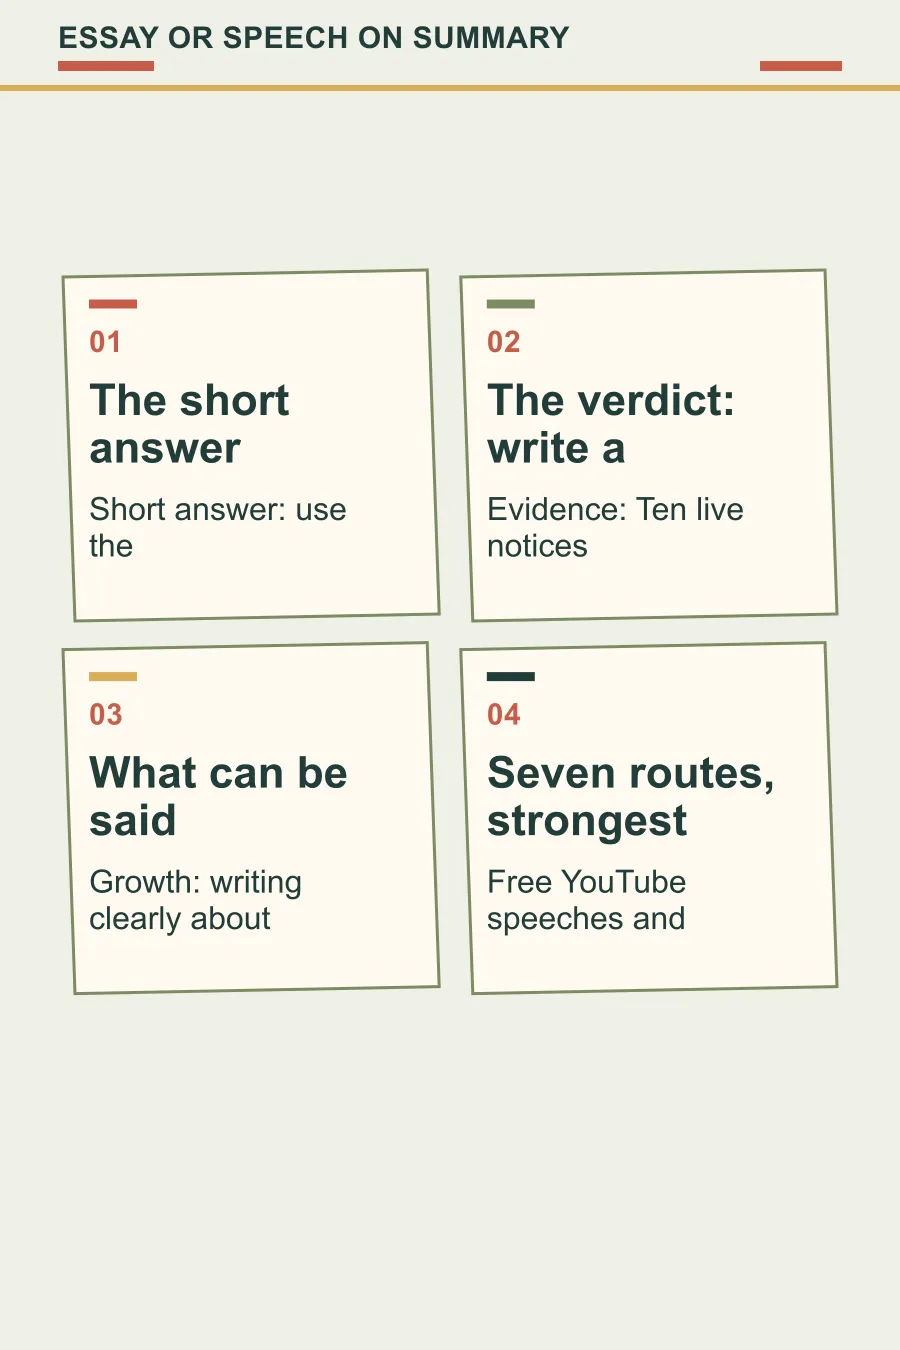 ESSAY OR SPEECH ON SUMMARY
01
The short
answer
Short answer: use
the
02
The verdict:
write a
Evidence: Ten live
notices
03
What can be
said
Growth: writing
clearly about
04
Seven routes,
strongest
Free YouTube
speeches and